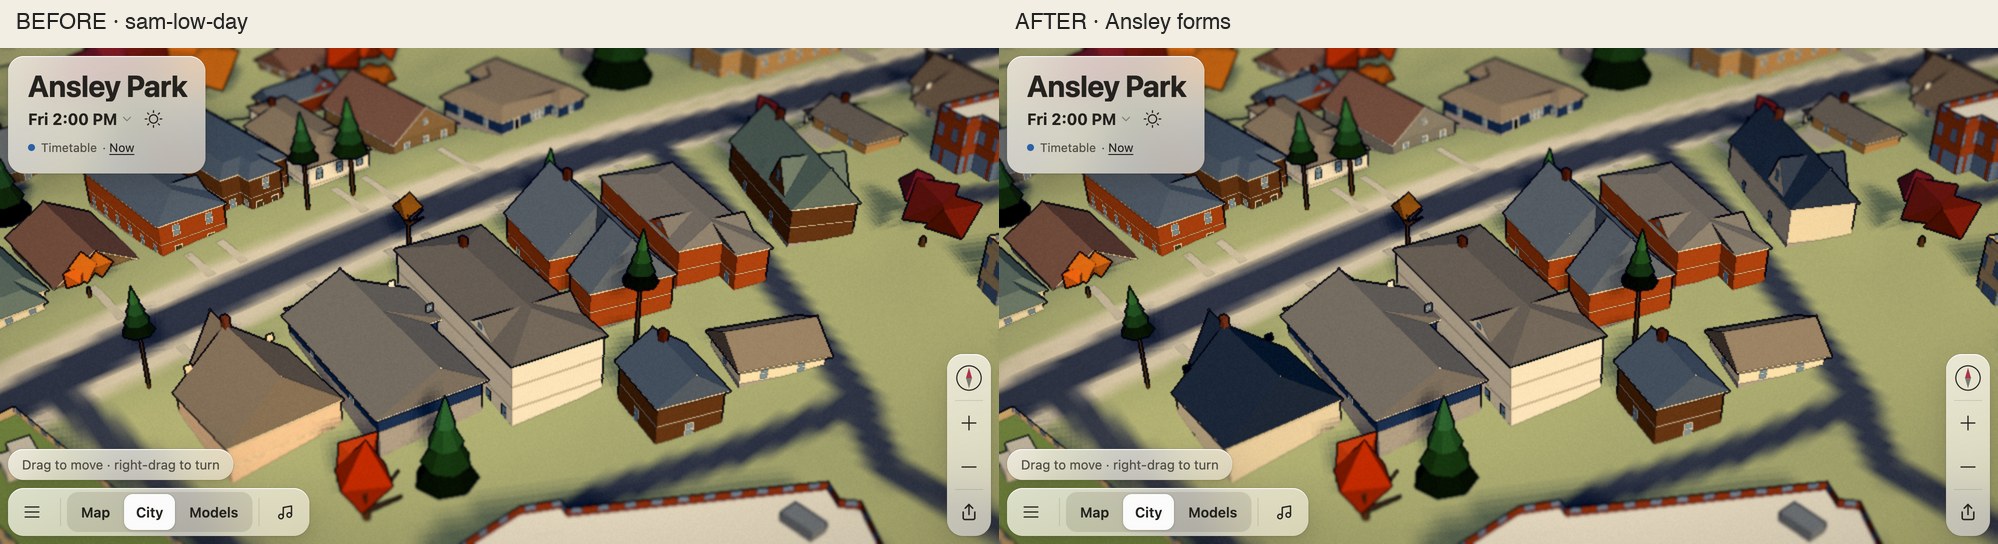 BEFORE · sam-low-day
Ansley Park
Fri 2:00 PM
Timetable · Now
Drag to move · right-drag to turn
Map City Models
AFTER · Ansley forms
Ansley Park
Fri 2:00 PM
Timetable · Now
Drag to move · right-drag to turn
Map City Models